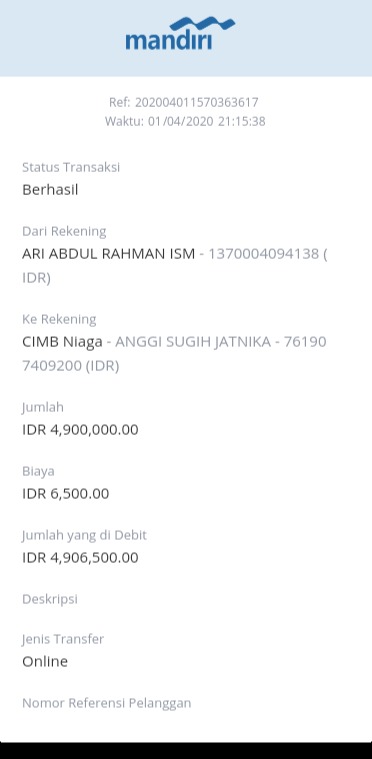 mandiri
Ref: 202004011570363617
Waktu: 01/04/2020 21:15:38
Status Transaksi
Berhasil
Dari Rekening
ARI ABDUL RAHMAN ISM - 1370004094138 (
IDR)
Ke Rekening
CIMB Niaga - ANGGI SUGIH JATNIKA - 76190
7409200 (IDR)
Jumlah
IDR 4,900,000.00
Biaya
IDR 6,500.00
Jumlah yang di Debit
IDR 4,906,500.00
Deskripsi
Jenis Transfer
Online
Nomor Referensi Pelanggan